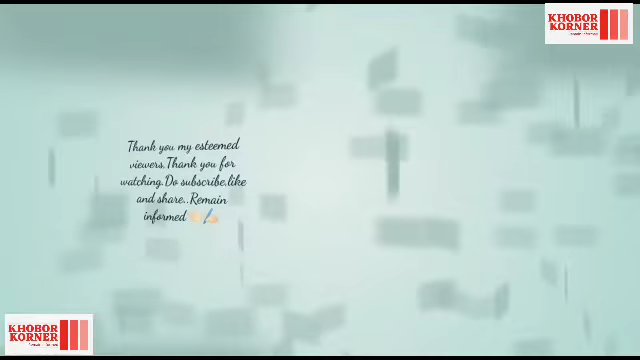 KHOBOR
KORNER
Thank you my esteemed
viewers.Thank you for
watching.Do subscribe,like
and share..Remain
informed
KHOBOR
KORNER